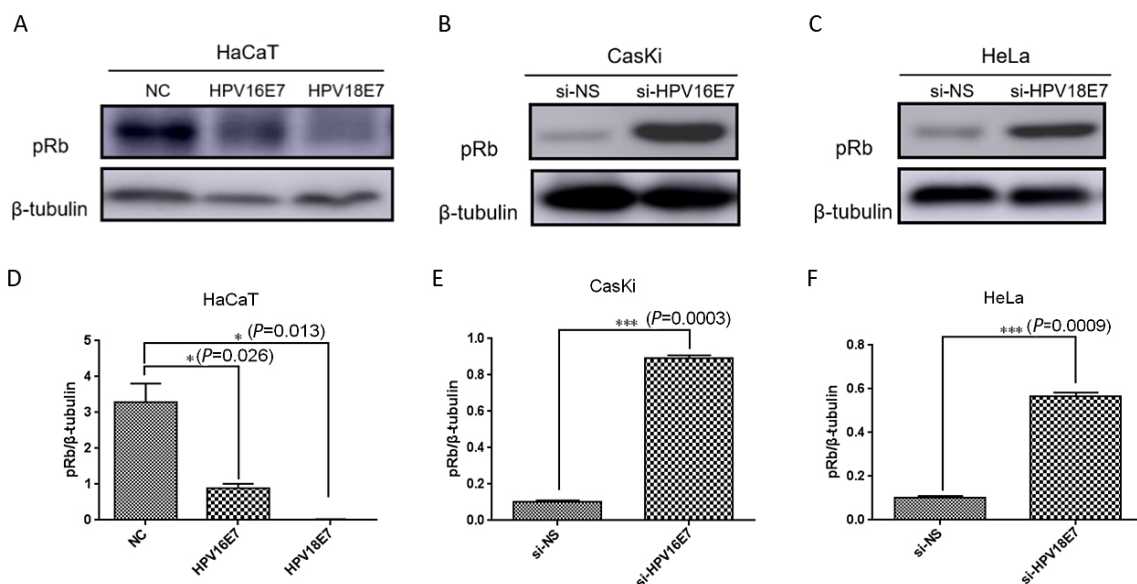 A
HaCaT
NC HPV16E7 HPV18E7
pRb
β-tubulin
B
CasKi
si-NS si-HPV16E7
pRb
β-tubulin
C
HeLa
si-NS si-HPV18E7
pRb
β-tubulin
D
HaCaT
* (P=0.013)
* (P=0.026)
pRb/β-tubulin
5
4
3
2
1
0
NC
HPV16E7
HPV18E7
E
CasKi
*** (P=0.0003)
pRb/β-tubulin
1.0
0.8
0.6
0.4
0.2
0.0
si-NS
si-HPV16E7
F
HeLa
*** (P=0.0009)
pRb/β-tubulin
0.8
0.6
0.4
0.2
0.0
si-NS
si-HPV18E7